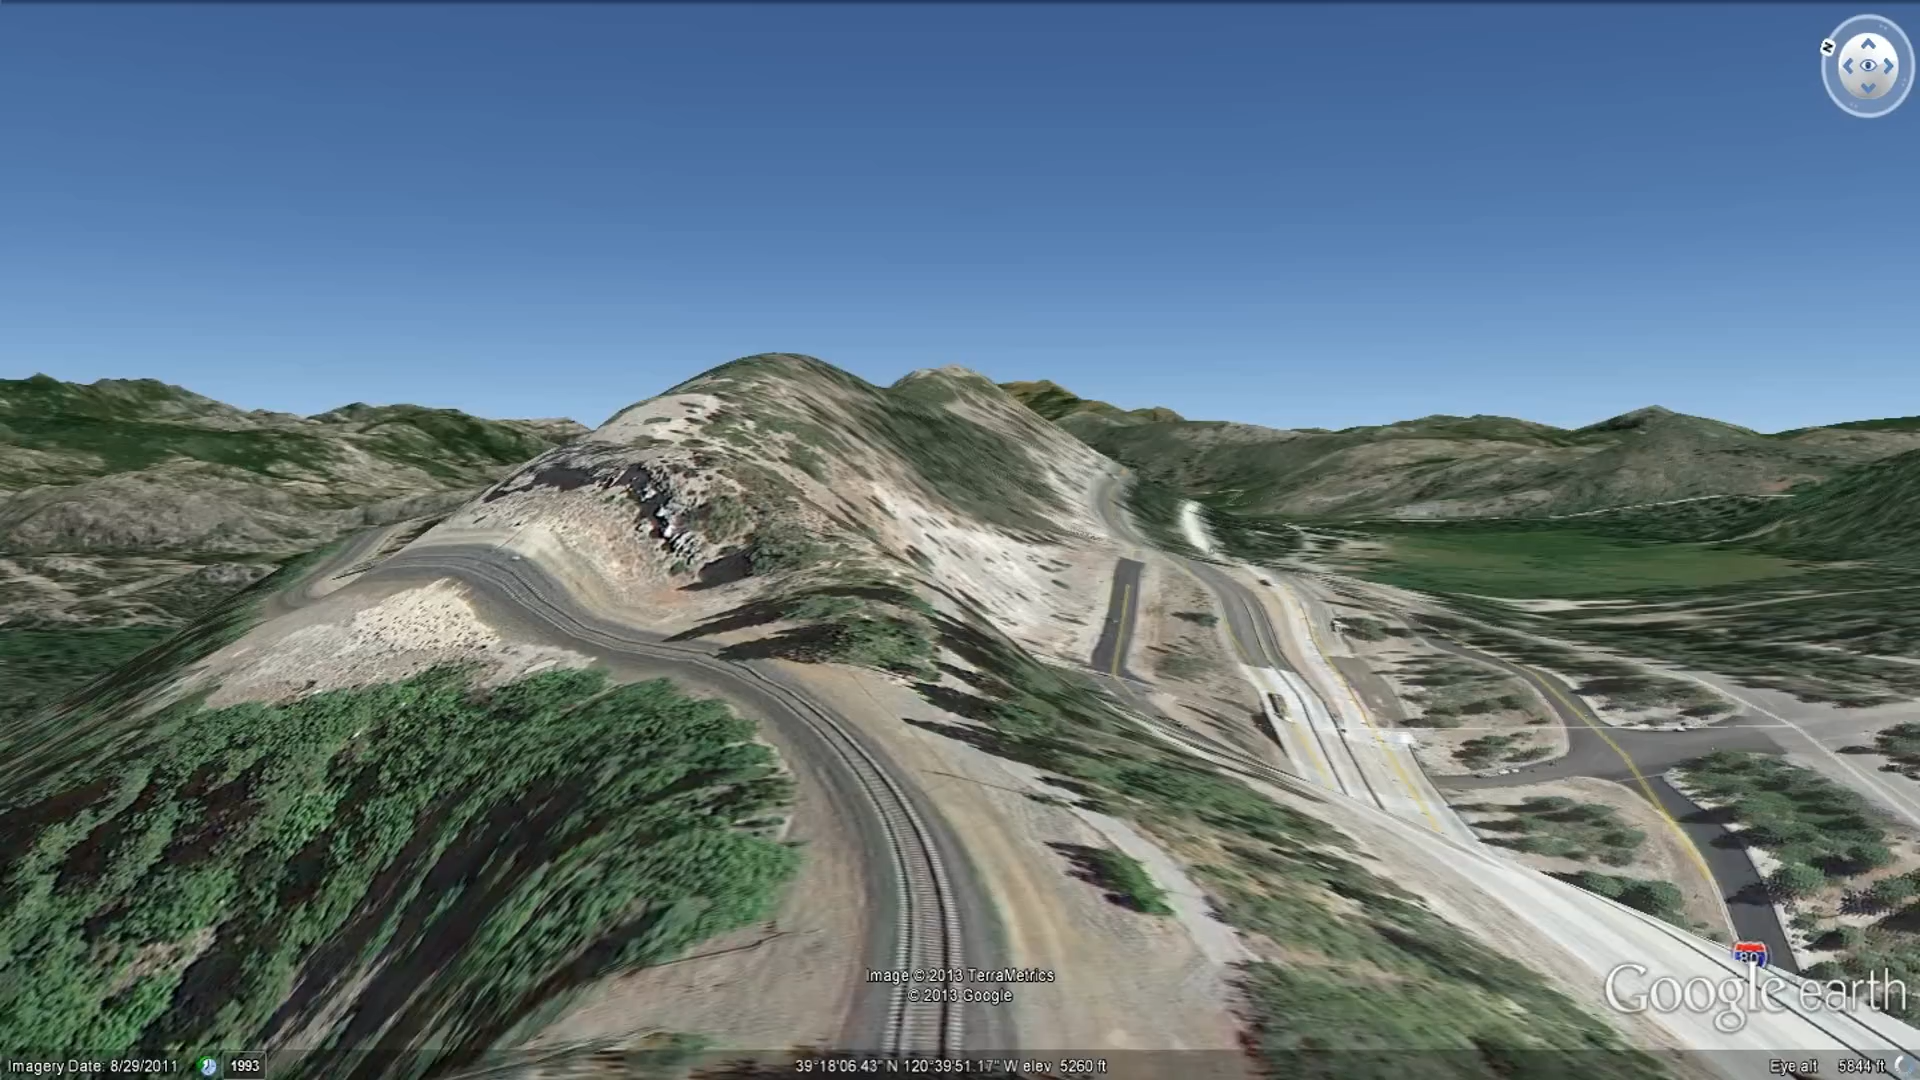 N
80
Image © 2013 TerraMetrics
© 2013 Google
Google earth
Imagery Date: 8/29/2011 1993 39°18'06.43" N 120°39'51.17" W elev 5260 ft Eye alt 5844 ft